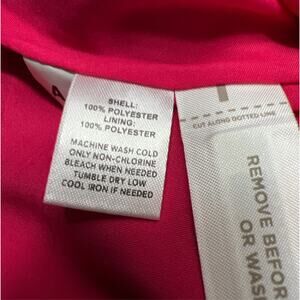 SHELL:
100% POLYESTER
LINING:
100% POLYESTER
MACHINE WASH COLD
ONLY NON-CHLORINE
BLEACH WHEN NEEDED
TUMBLE DRY LOW
COOL IRON IF NEEDED
CUT ALONG DOTTED LINE
REMOVE BEFOR
OR WAS